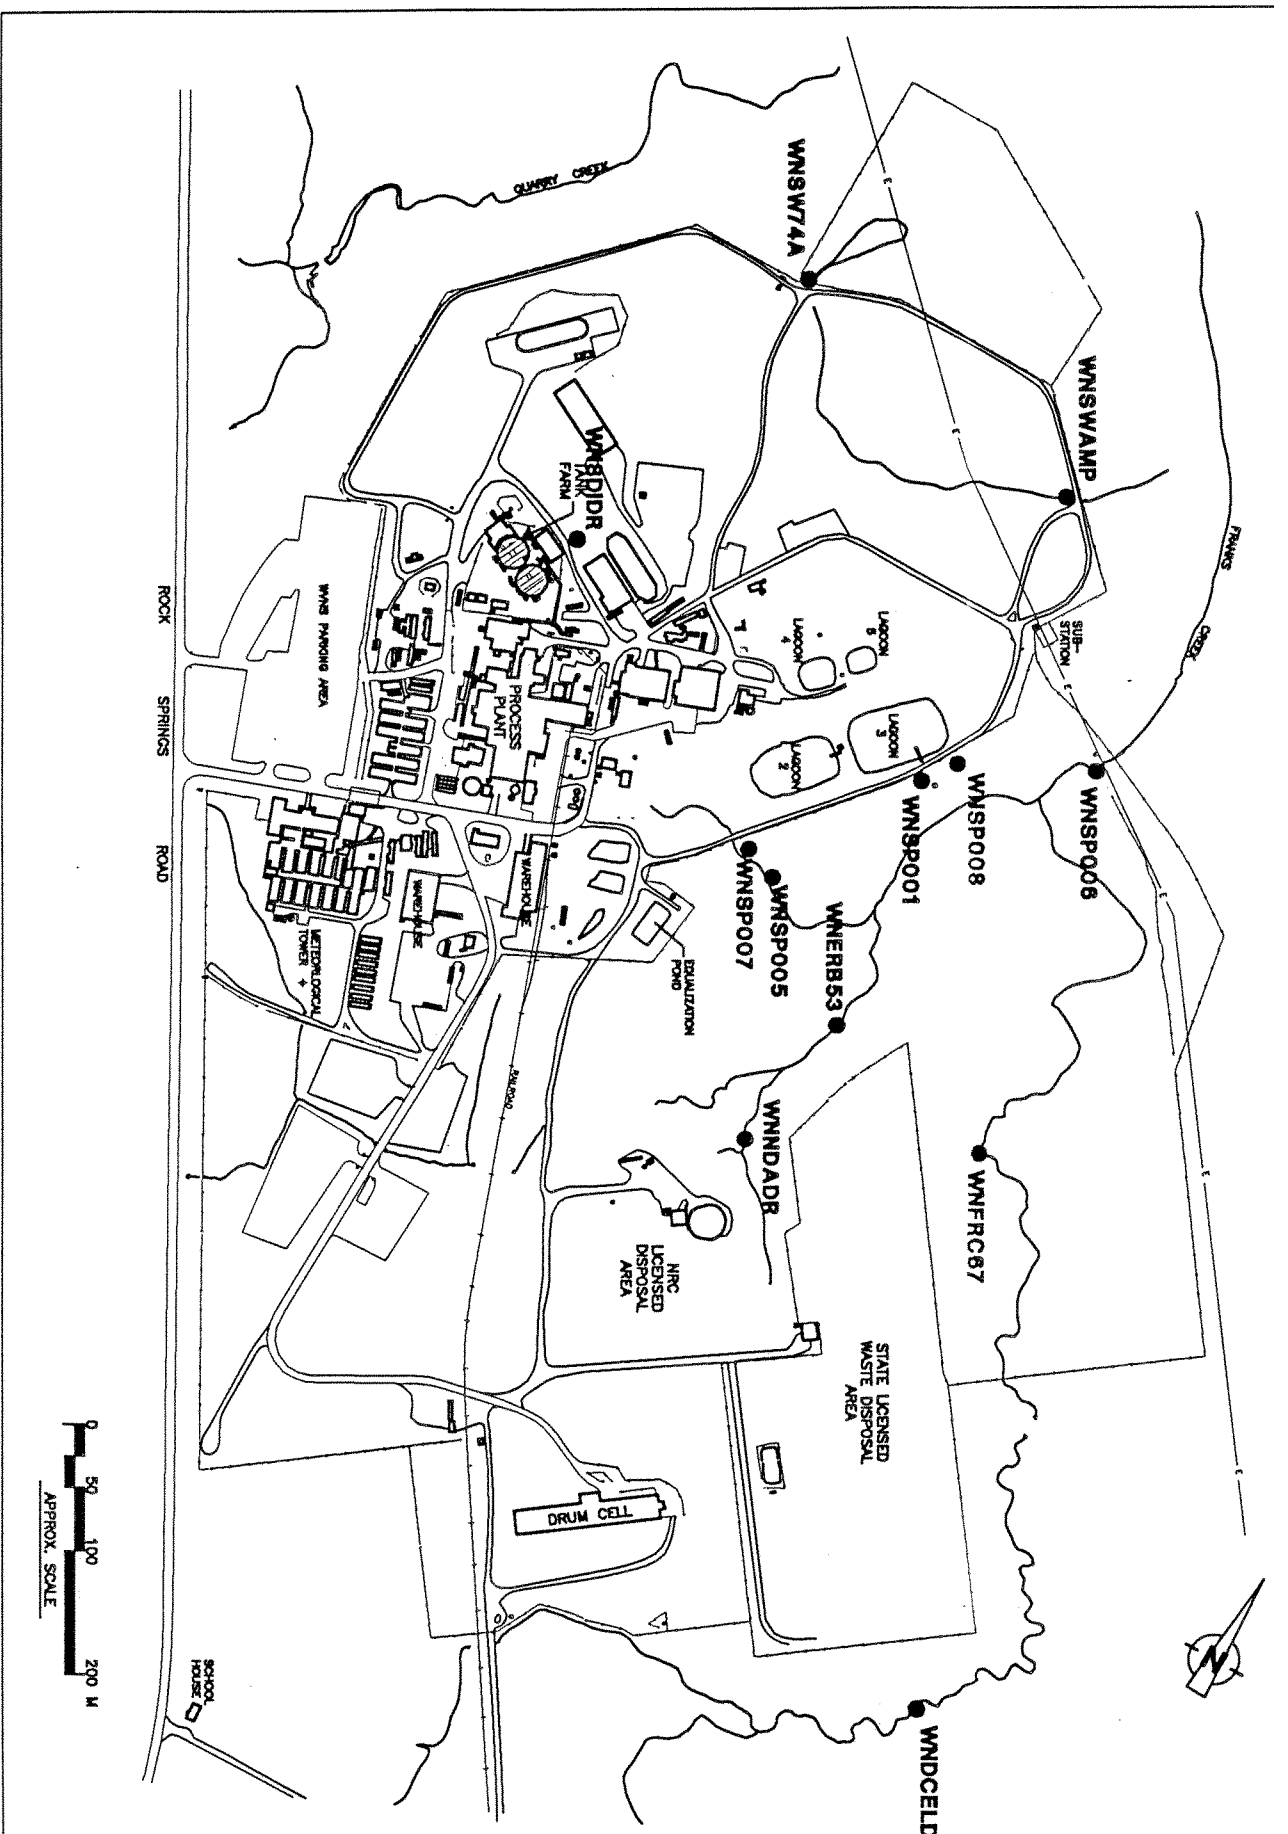 QUARRY CREEK
WNSW74A
WNSWAMP
FRANKS CREEK
WN8D1DR
TANK
FARM
SUB-
STATION
LAGOON
5
LAGOON
4
LAGOON
3
LAGOON
2
WNSP006
WNSP008
WNSP001
WNSP007
WNSP005
WNERB53
WNNDADR
WNFRC67
WNDCELD
ROCK SPRINGS ROAD
WVNS PARKING AREA
PROCESS
PLANT
WAREHOUSE
WAREHOUSE
METEOROLOGICAL
TOWER
EQUALIZATION
POND
RAILROAD
NRC
LICENSED
DISPOSAL
AREA
STATE LICENSED
WASTE DISPOSAL
AREA
DRUM CELL
SCHOOL
HOUSE
0 50 100 200 M
APPROX. SCALE
N